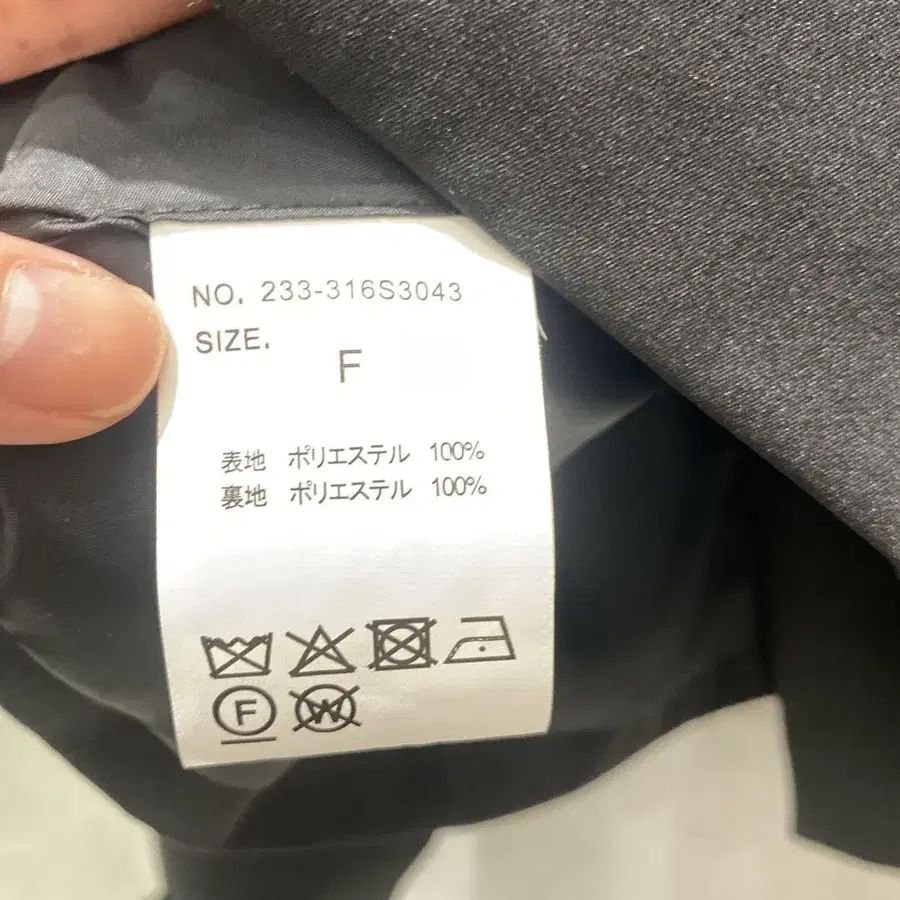 NO. 233-316S3043
SIZE.
F
表地 ポリエステル 100%
裏地 ポリエステル 100%
F W